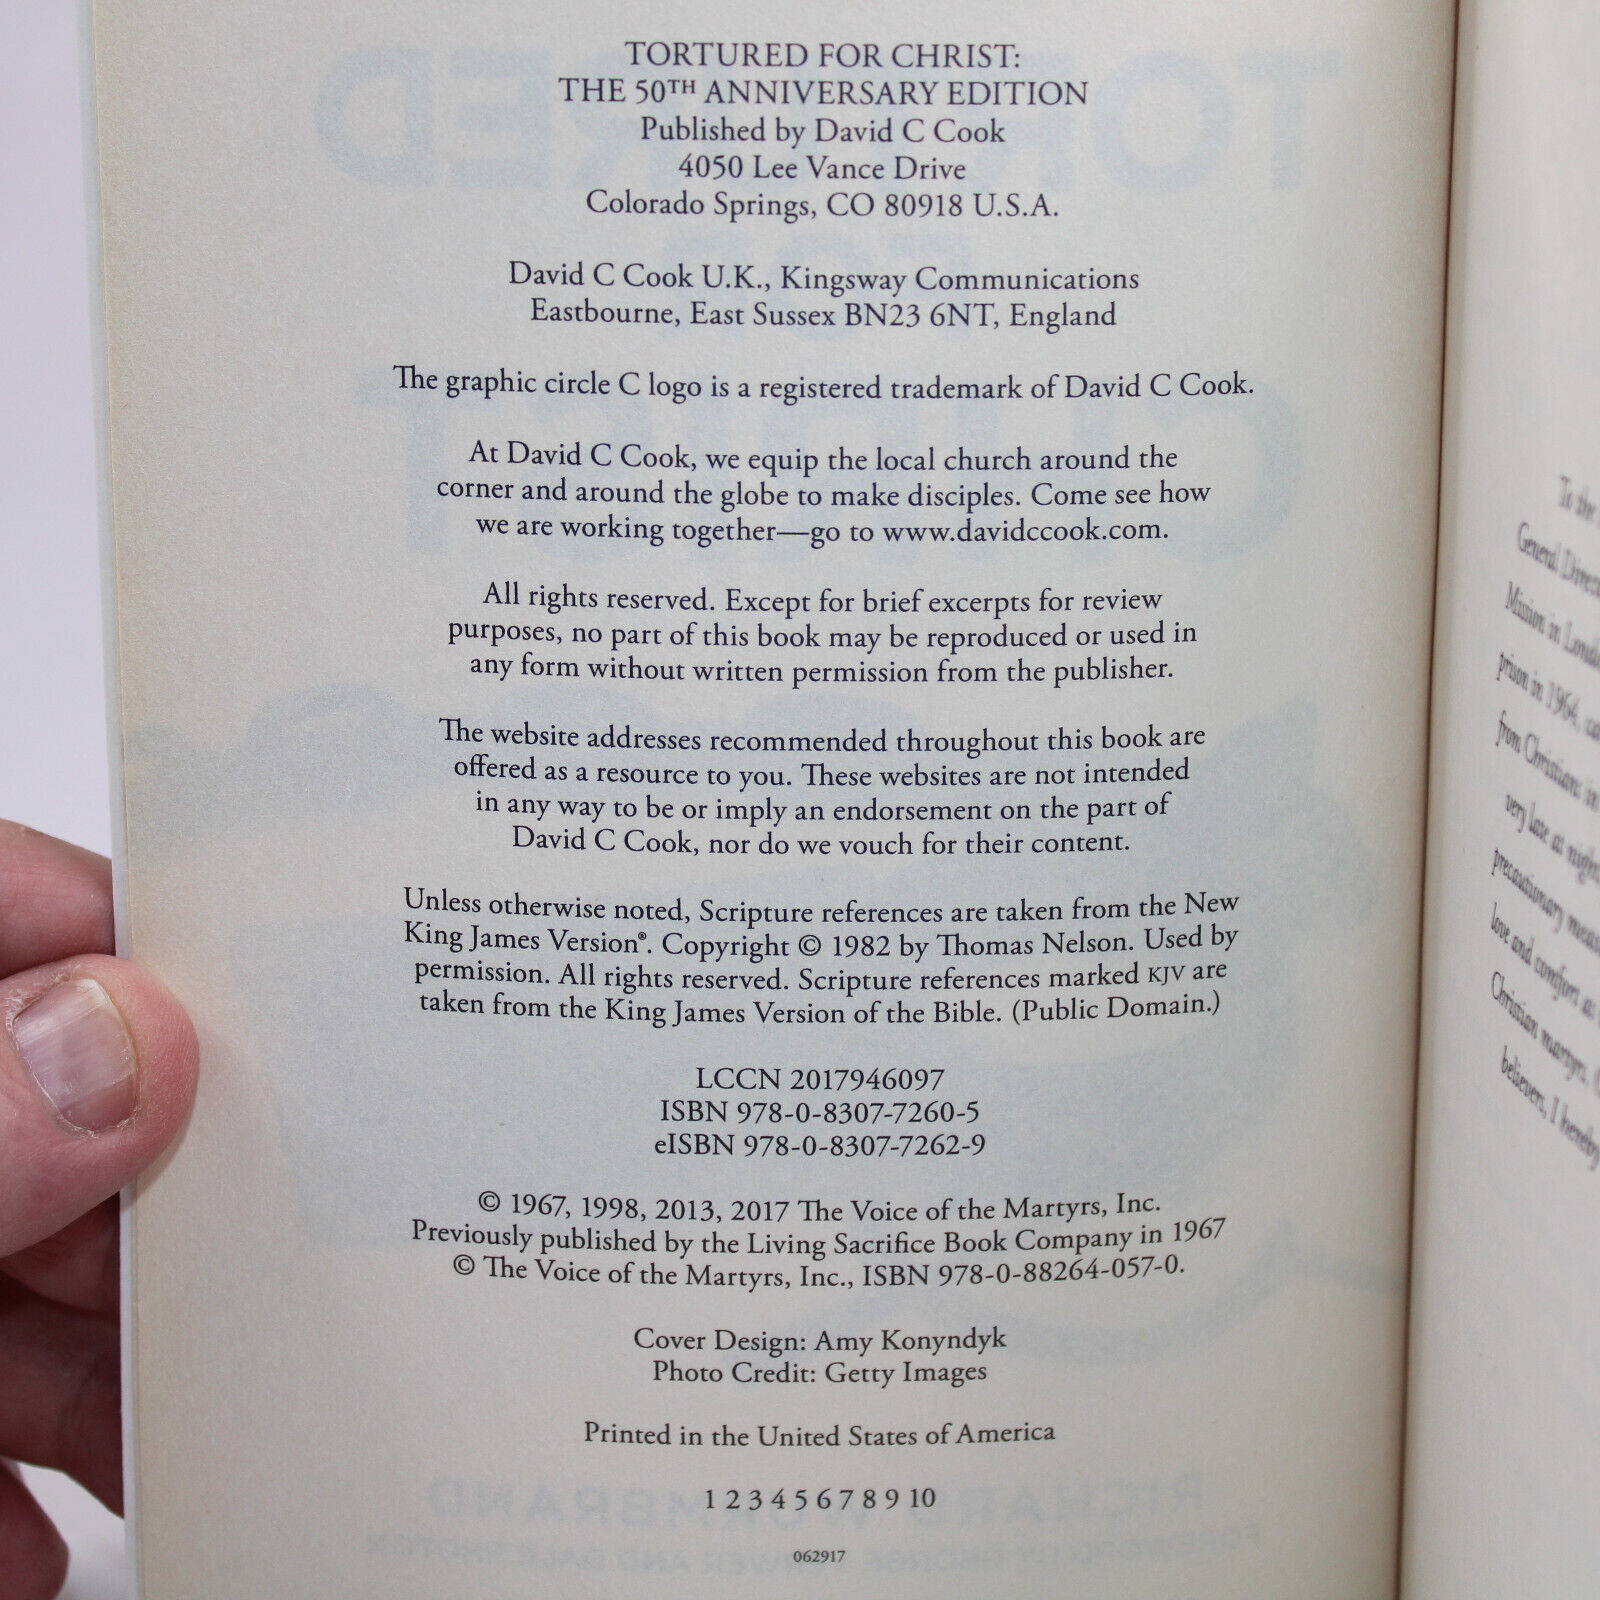 TORTURED FOR CHRIST:
THE 50TH ANNIVERSARY EDITION
Published by David C Cook
4050 Lee Vance Drive
Colorado Springs, CO 80918 U.S.A.
David C Cook U.K., Kingsway Communications
Eastbourne, East Sussex BN23 6NT, England
The graphic circle C logo is a registered trademark of David C Cook.
At David C Cook, we equip the local church around the
corner and around the globe to make disciples. Come see how
we are working together—go to www.davidccook.com.
All rights reserved. Except for brief excerpts for review
purposes, no part of this book may be reproduced or used in
any form without written permission from the publisher.
The website addresses recommended throughout this book are
offered as a resource to you. These websites are not intended
in any way to be or imply an endorsement on the part of
David C Cook, nor do we vouch for their content.
Unless otherwise noted, Scripture references are taken from the New
King James Version®. Copyright © 1982 by Thomas Nelson. Used by
permission. All rights reserved. Scripture references marked KJV are
taken from the King James Version of the Bible. (Public Domain.)
LCCN 2017946097
ISBN 978-0-8307-7260-5
eISBN 978-0-8307-7262-9
© 1967, 1998, 2013, 2017 The Voice of the Martyrs, Inc.
Previously published by the Living Sacrifice Book Company in 1967
© The Voice of the Martyrs, Inc., ISBN 978-0-88264-057-0.
Cover Design: Amy Konyndyk
Photo Credit: Getty Images
Printed in the United States of America
1 2 3 4 5 6 7 8 9 10
062917
To the
General
Mission in
prison in 1964,
from Christians in
very late at night
precautionary
love and comfort as
Christian martyrs.
believers, I hereby